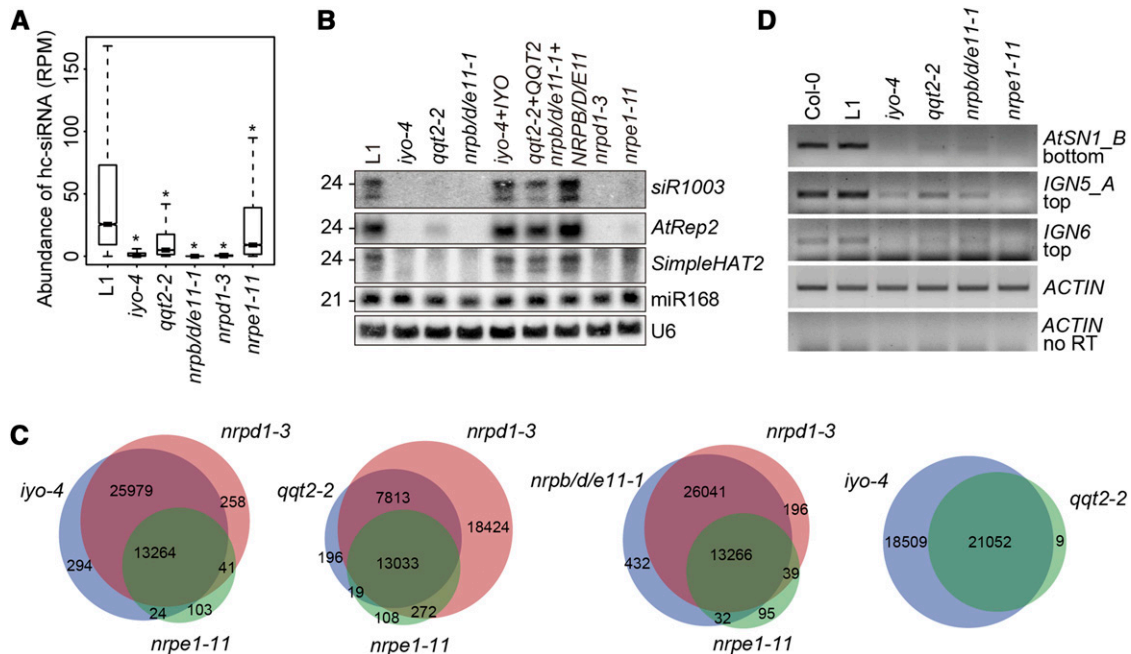 A
Abundance of hc-siRNA (RPM)
150
100
50
0
* * * * *
L1
iyo-4
qqt2-2
nrpb/d/e11-1
nrpd1-3
nrpe1-11
B
L1
iyo-4
qqt2-2
nrpb/d/e11-1
iyo-4+IYO
qqt2-2+QQT2
nrpb/d/e11-1+
NRPB/D/E11
nrpd1-3
nrpe1-11
24 siR1003
24 AtRep2
24 SimpleHAT2
21 miR168
U6
D
Col-0
L1
iyo-4
qqt2-2
nrpb/d/e11-1
nrpe1-11
AtSN1_B
bottom
IGN5_A
top
IGN6
top
ACTIN
ACTIN
no RT
C
nrpd1-3
iyo-4
25979
258
13264
294
41
24
103
nrpe1-11
nrpd1-3
qqt2-2
7813
18424
13033
196
19
108
272
nrpe1-11
nrpd1-3
nrpb/d/e11-1
26041
196
13266
432
39
32
95
nrpe1-11
iyo-4
qqt2-2
18509
21052
9